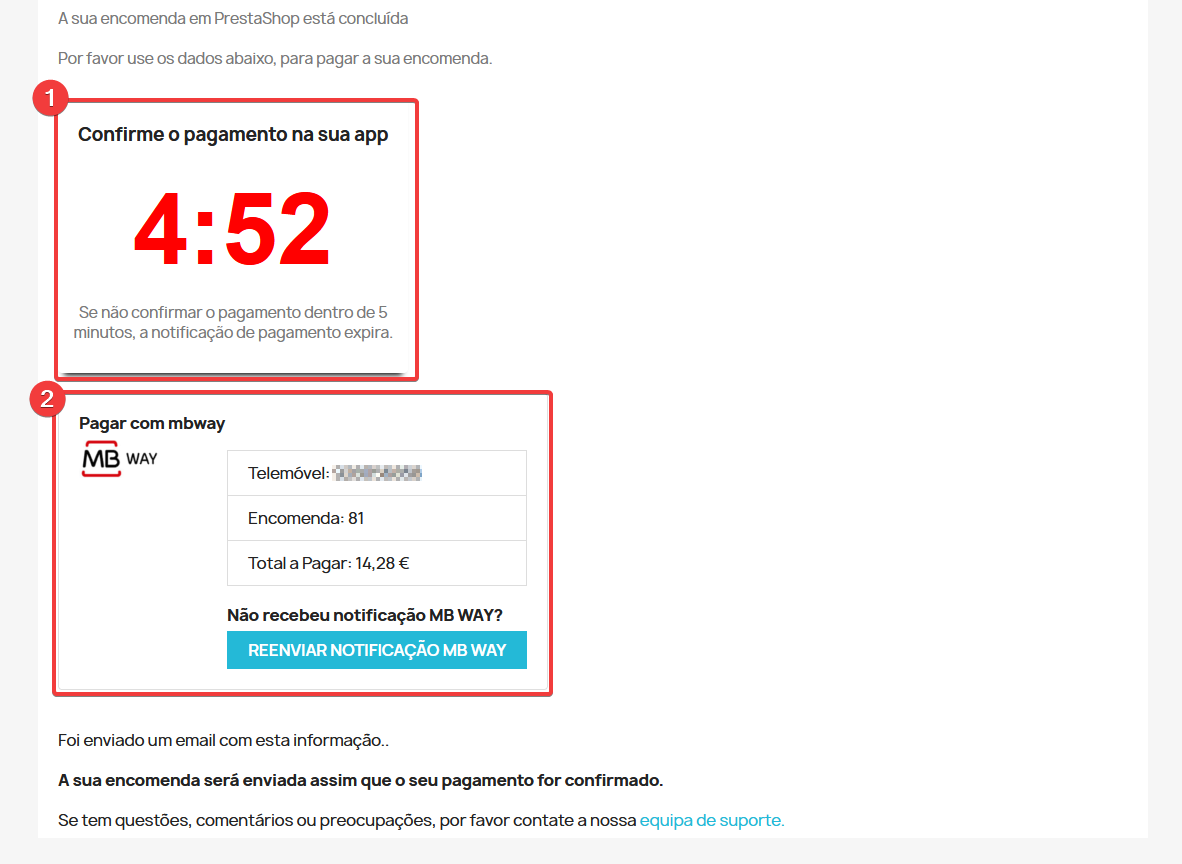 A sua encomenda em PrestaShop está concluída
Por favor use os dados abaixo, para pagar a sua encomenda.
1
Confirme o pagamento na sua app
4:52
Se não confirmar o pagamento dentro de 5
minutos, a notificação de pagamento expira.
2
Pagar com mbway
MB WAY
Telemóvel:
Encomenda: 81
Total a Pagar: 14,28 €
Não recebeu notificação MB WAY?
REENVIAR NOTIFICAÇÃO MB WAY
Foi enviado um email com esta informação..
A sua encomenda será enviada assim que o seu pagamento for confirmado.
Se tem questões, comentários ou preocupações, por favor contate a nossa equipa de suporte.